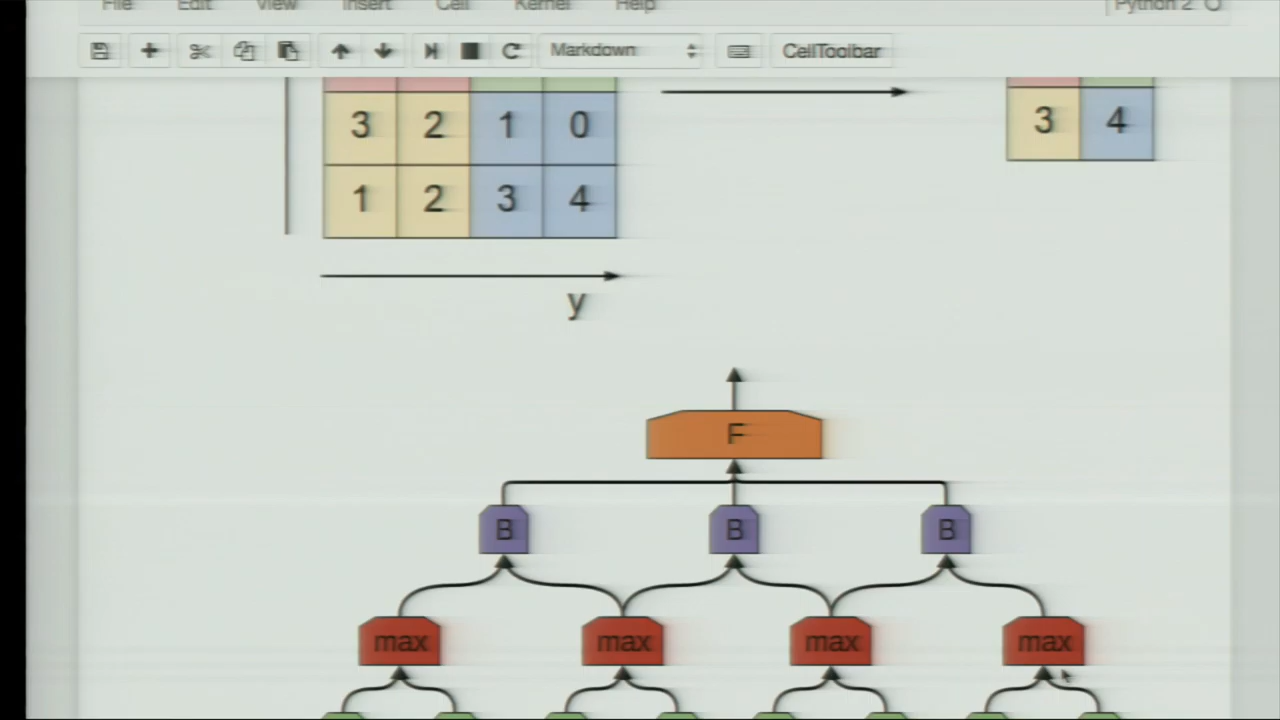 File Edit View Insert Cell Kernel Help Python 2
Markdown CellToolbar
3 2 1 0 3 4
1 2 3 4
y
F
B B B
max max max max